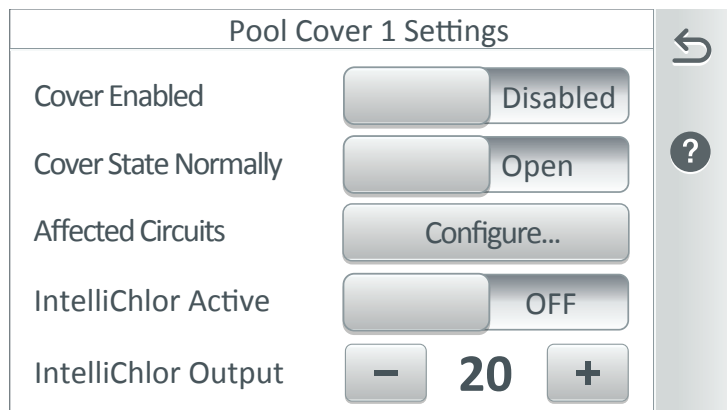 Pool Cover 1 Settings
Cover Enabled Disabled
Cover State Normally Open
Affected Circuits Configure...
IntelliChlor Active OFF
IntelliChlor Output − 20 +
?